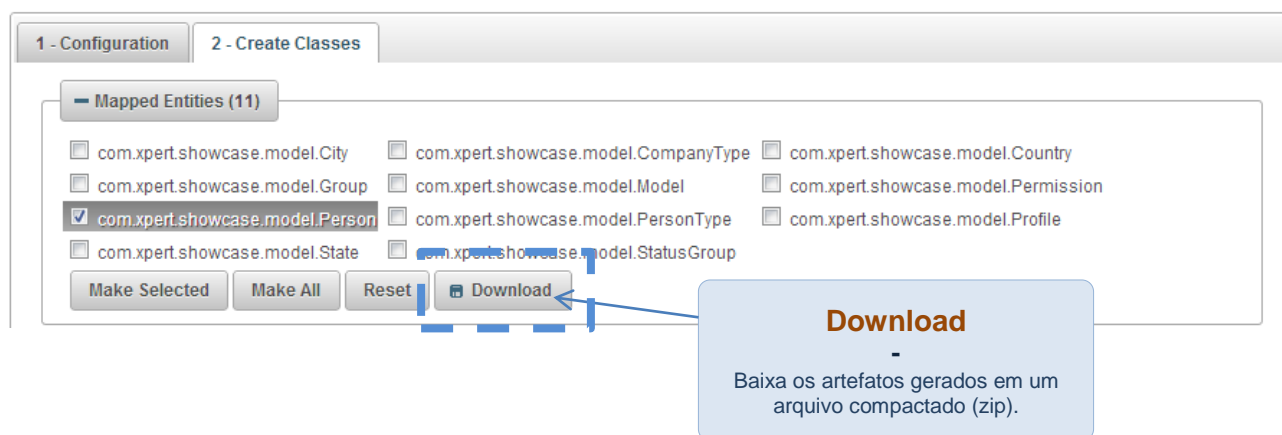 1 - Configuration 2 - Create Classes
Mapped Entities (11)
com.xpert.showcase.model.City com.xpert.showcase.model.CompanyType com.xpert.showcase.model.Country
com.xpert.showcase.model.Group com.xpert.showcase.model.Model com.xpert.showcase.model.Permission
com.xpert.showcase.model.Person com.xpert.showcase.model.PersonType com.xpert.showcase.model.Profile
com.xpert.showcase.model.State com.xpert.showcase.model.StatusGroup
Make Selected Make All Reset Download
Download
-
Baixa os artefatos gerados em um
arquivo compactado (zip).